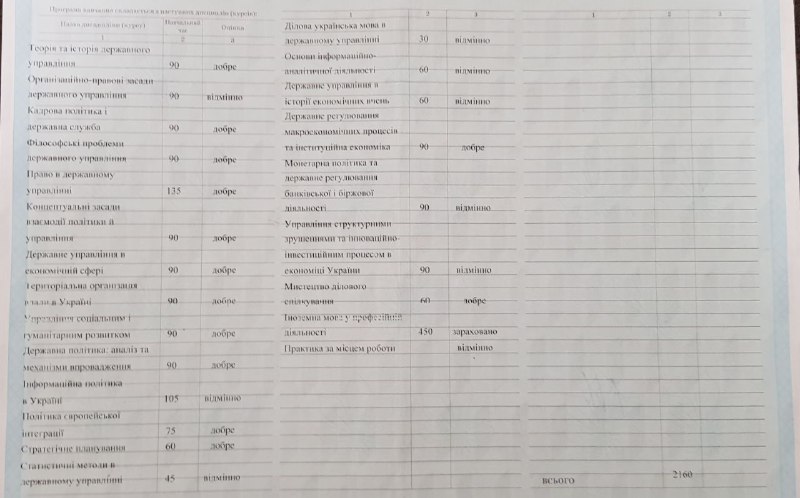 Програма навчання складається з наступних дисциплін (курсів):
Назва дисципліни (курсу) Навчальний час Оцінка
1 2 3
Теорія та історія державного
управління 90 добре
Організаційно-правові засади
державного управління 90 відмінно
Кадрова політика і
державна служба 90 добре
Філософські проблеми
державного управління 90 добре
Право в державному
управлінні 135 добре
Концептуальні засади
взаємодії політики й
управління 90 добре
Державне управління в
економічній сфері 90 добре
Територіальна організація
влади в Україні 90 добре
Управління соціальним і
гуманітарним розвитком 90 добре
Державна політика: аналіз та
механізми впровадження 90 добре
Інформаційна політика
в Україні 105 відмінно
Політика європейської
інтеграції 75 добре
Стратегічне планування 60 добре
Статистичні методи в
державному управлінні 45 відмінно
1 2 3
Ділова українська мова в
державному управлінні 30 відмінно
Основи інформаційно-
аналітичної діяльності 60 відмінно
Державне управління в
історії економічних вчень 60 відмінно
Державне регулювання
макроекономічних процесів
та інституційна економіка 90 добре
Монетарна політика та
державне регулювання
банківської і біржової
діяльності 90 відмінно
Управління структурними
зрушеннями та інноваційно-
інвестиційним процесом в
економіці України 90 відмінно
Мистецтво ділового
спілкування 60 добре
Іноземна мова у професійній
діяльності 450 зараховано
Практика за місцем роботи відмінно
1 2 3
ВСЬОГО 2160